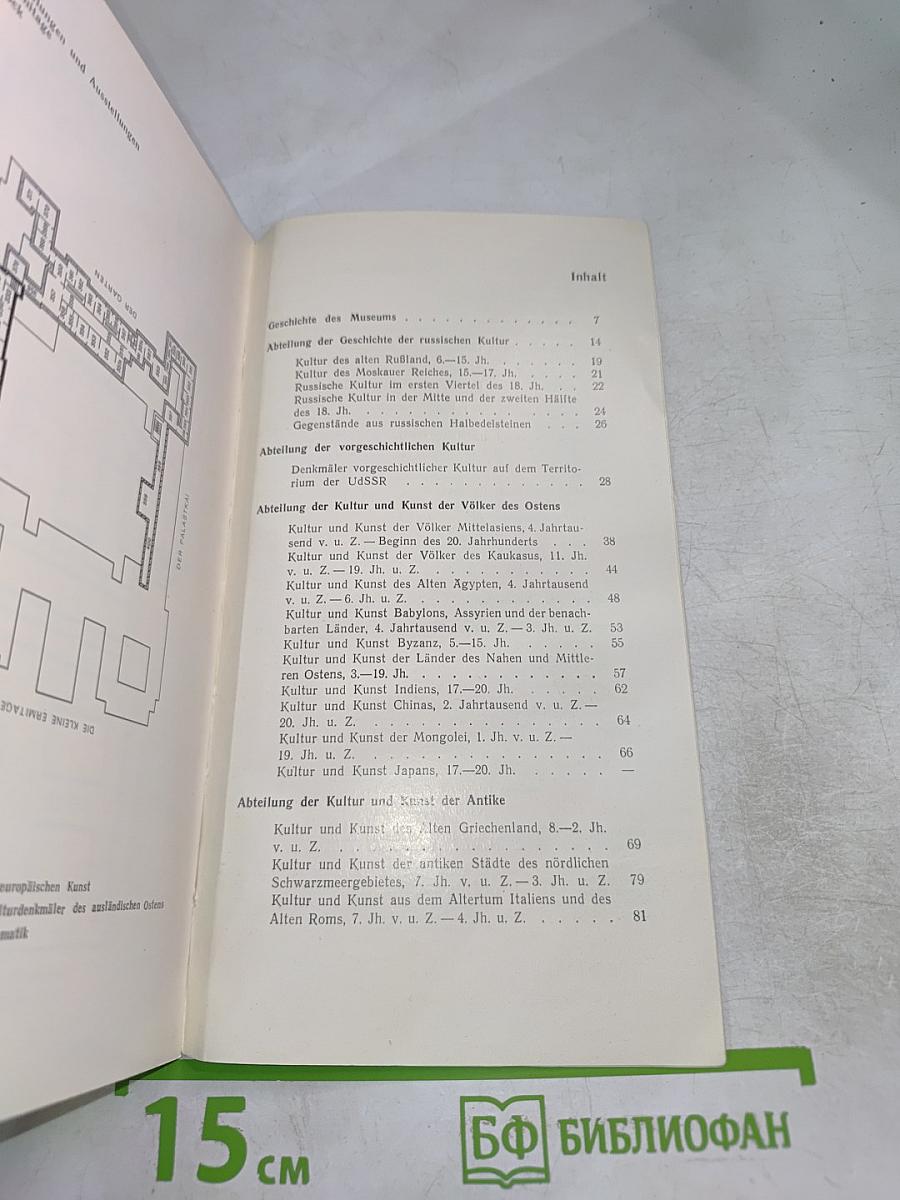 und Ausstellungen
DER GARTEN
DER PALASTKAI
DIE KLEINE ERMITAGE
europäischen Kunst
des ausländischen Ostens
Inhalt
Geschichte des Museums . . . . . . . . . . . . . 7
Abteilung der Geschichte der russischen Kultur . . . . . 14
Kultur des alten Rußland, 6.—15. Jh. . . . . . . 19
Kultur des Moskauer Reiches, 15.—17. Jh. . . . . 21
Russische Kultur im ersten Viertel des 18. Jh. . . 22
Russische Kultur in der Mitte und der zweiten Hälfte
des 18. Jh. . . . . . . . . . . . . . . . 24
Gegenstände aus russischen Halbedelsteinen . . . 26
Abteilung der vorgeschichtlichen Kultur
Denkmäler vorgeschichtlicher Kultur auf dem Territo-
rium der UdSSR . . . . . . . . . . . . . 28
Abteilung der Kultur und Kunst der Völker des Ostens
Kultur und Kunst der Völker Mittelasiens, 4. Jahrtau-
send v. u. Z. — Beginn des 20. Jahrhunderts . . . 38
Kultur und Kunst der Völker des Kaukasus, 11. Jh.
v. u. Z. — 19. Jh. u. Z. . . . . . . . . . . . 44
Kultur und Kunst des Alten Ägypten, 4. Jahrtausend
v. u. Z. — 6. Jh. u. Z. . . . . . . . . . . . . 48
Kultur und Kunst Babylons, Assyrien und der benach-
barten Länder, 4. Jahrtausend v. u. Z. — 3. Jh. u. Z. 53
Kultur und Kunst Byzanz, 5.—15. Jh. . . . . . 55
Kultur und Kunst der Länder des Nahen und Mittle-
ren Ostens, 3.—19. Jh. . . . . . . . . . . . . 57
Kultur und Kunst Indiens, 17.—20. Jh. . . . . . 62
Kultur und Kunst Chinas, 2. Jahrtausend v. u. Z. —
20. Jh. u. Z. . . . . . . . . . . . . . . . 64
Kultur und Kunst der Mongolei, 1. Jh. v. u. Z. —
19. Jh. u. Z. . . . . . . . . . . . . . . . 66
Kultur und Kunst Japans, 17.—20. Jh. . . . . . —
Abteilung der Kultur und Kunst der Antike
Kultur und Kunst des Alten Griechenland, 8.—2. Jh.
v. u. Z. . . . . . . . . . . . . . . . . . 69
Kultur und Kunst der antiken Städte des nördlichen
Schwarzmeergebietes, 7. Jh. v. u. Z. — 3. Jh. u. Z. 79
Kultur und Kunst aus dem Altertum Italiens und des
Alten Roms, 7. Jh. v. u. Z. — 4. Jh. u. Z. . . . . . 81
15 см
БФ БИБЛИОФАН